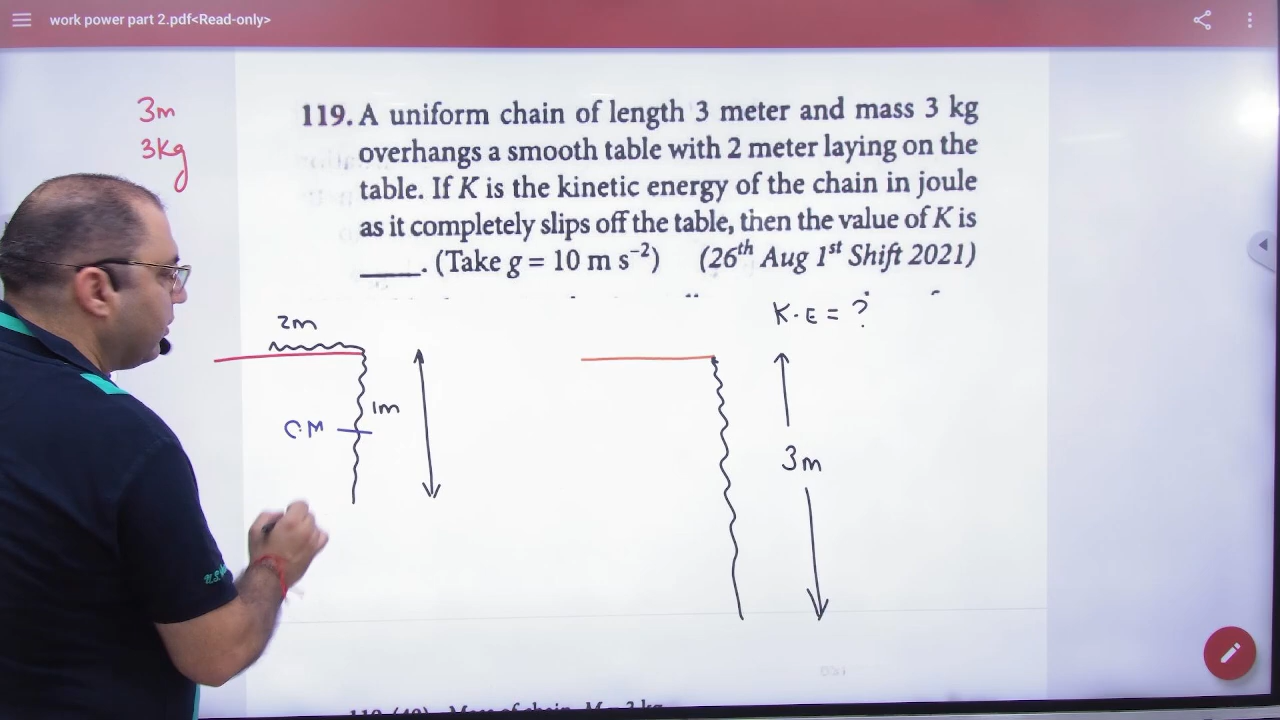 work power part 2.pdf<Read-only>
3m
3kg
119. A uniform chain of length 3 meter and mass 3 kg
overhangs a smooth table with 2 meter laying on the
table. If K is the kinetic energy of the chain in joule
as it completely slips off the table, then the value of K is
____. (Take g = 10 m s⁻²) (26th Aug 1st Shift 2021)
K.E = ?
2m
1m
C.M
3m